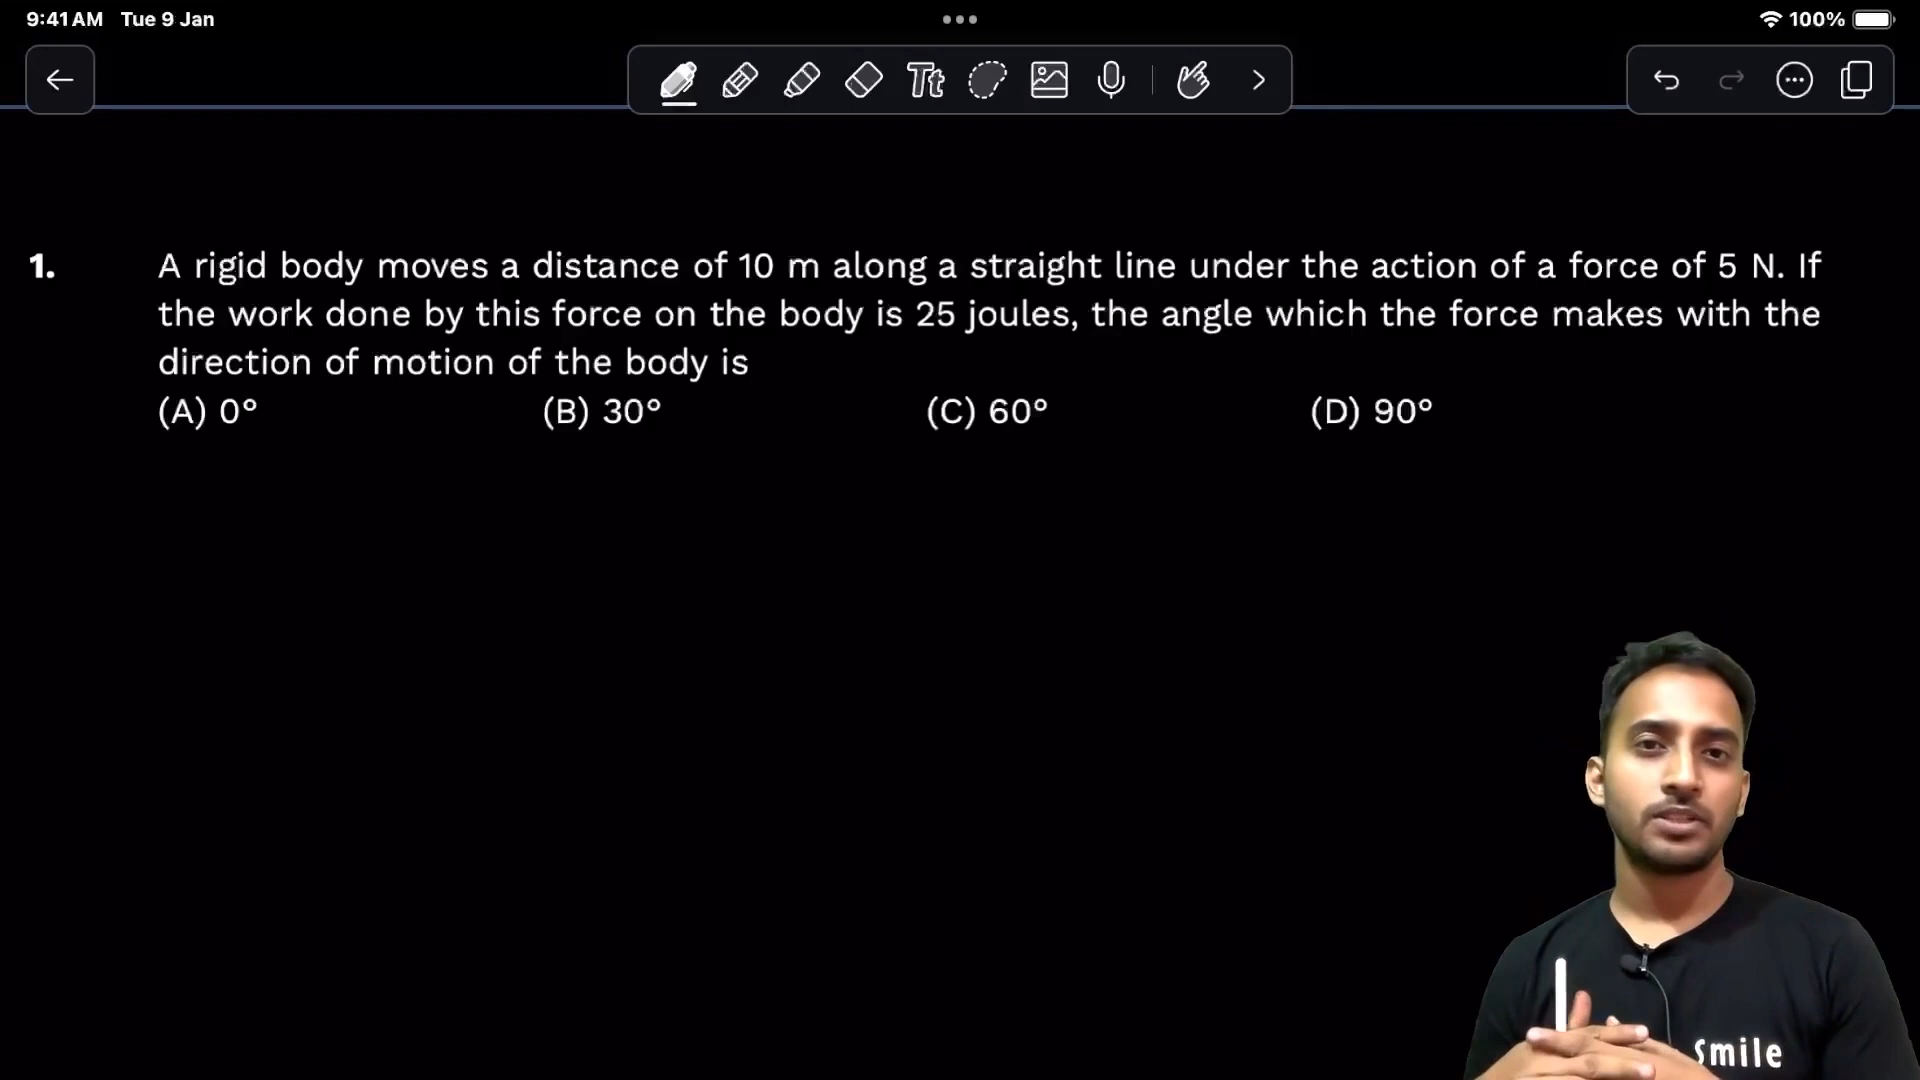 9:41 AM Tue 9 Jan
100%
Tt
1. A rigid body moves a distance of 10 m along a straight line under the action of a force of 5 N. If
the work done by this force on the body is 25 joules, the angle which the force makes with the
direction of motion of the body is
(A) 0° (B) 30° (C) 60° (D) 90°
smile